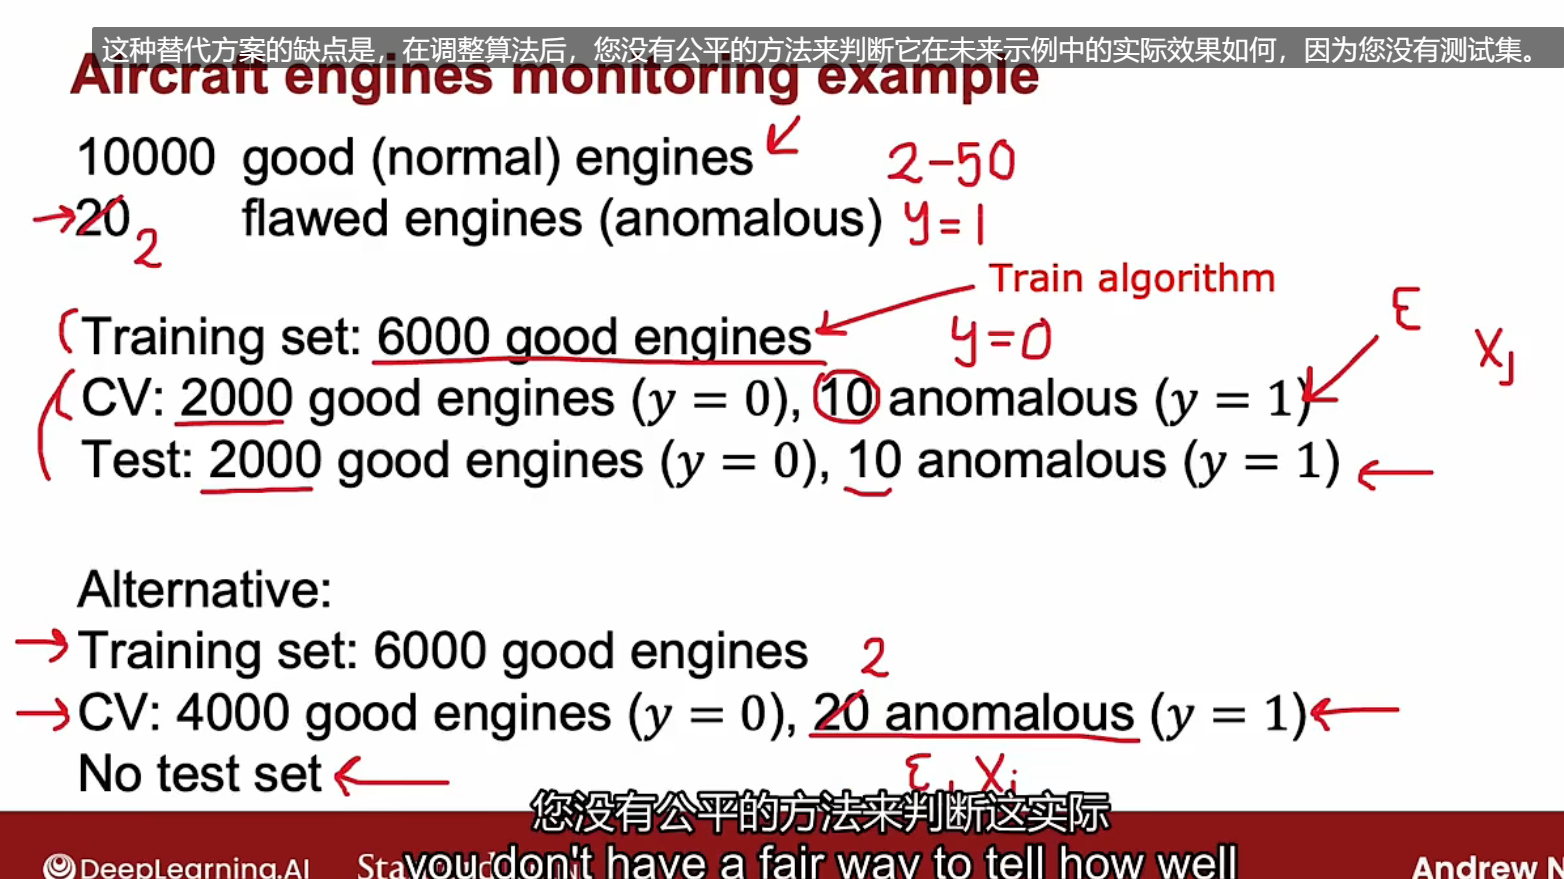 这种替代方案的缺点是，在调整算法后，您没有公平的方法来判断它在未来示例中的实际效果如何，因为您没有测试集。
Aircraft engines monitoring example
10000 good (normal) engines 2-50
20 2 flawed engines (anomalous) y=1
Train algorithm
Training set: 6000 good engines y=0 ε
xj
CV: 2000 good engines (y = 0), 10 anomalous (y = 1)
Test: 2000 good engines (y = 0), 10 anomalous (y = 1)
Alternative:
Training set: 6000 good engines 2
CV: 4000 good engines (y = 0), 20 anomalous (y = 1)
No test set ε, xj
您没有公平的方法来判断这实际
you don't have a fair way to tell how well
DeepLearning.AI
Andrew N